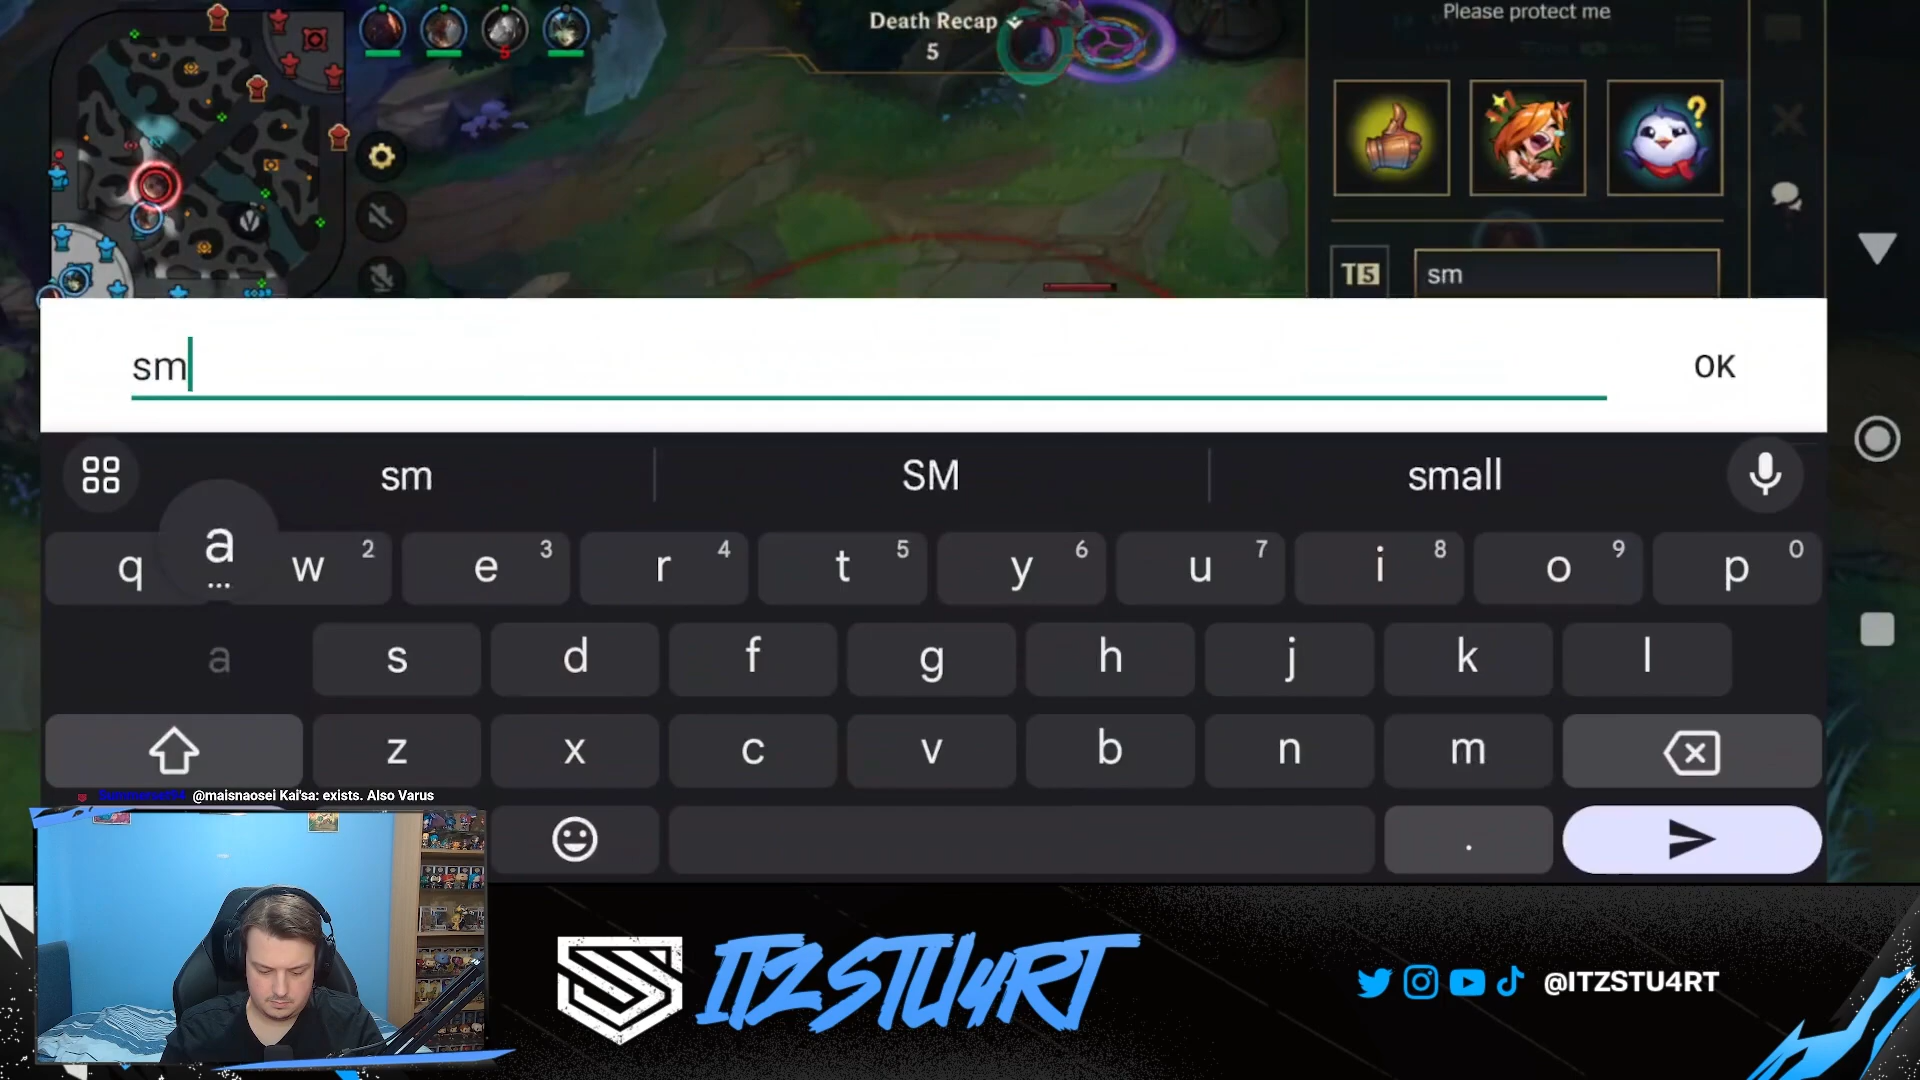 Death Recap
5
5
Please protect me
T5
sm
sm
OK
sm
SM
small
a
...
q
w
2
e
3
r
4
t
5
y
6
u
7
i
8
o
9
p
0
a
s
d
f
g
h
j
k
l
z
x
c
v
b
n
m
.
@maisnaosei Kai'sa: exists. Also Varus
ITZSTU4RT
@ITZSTU4RT